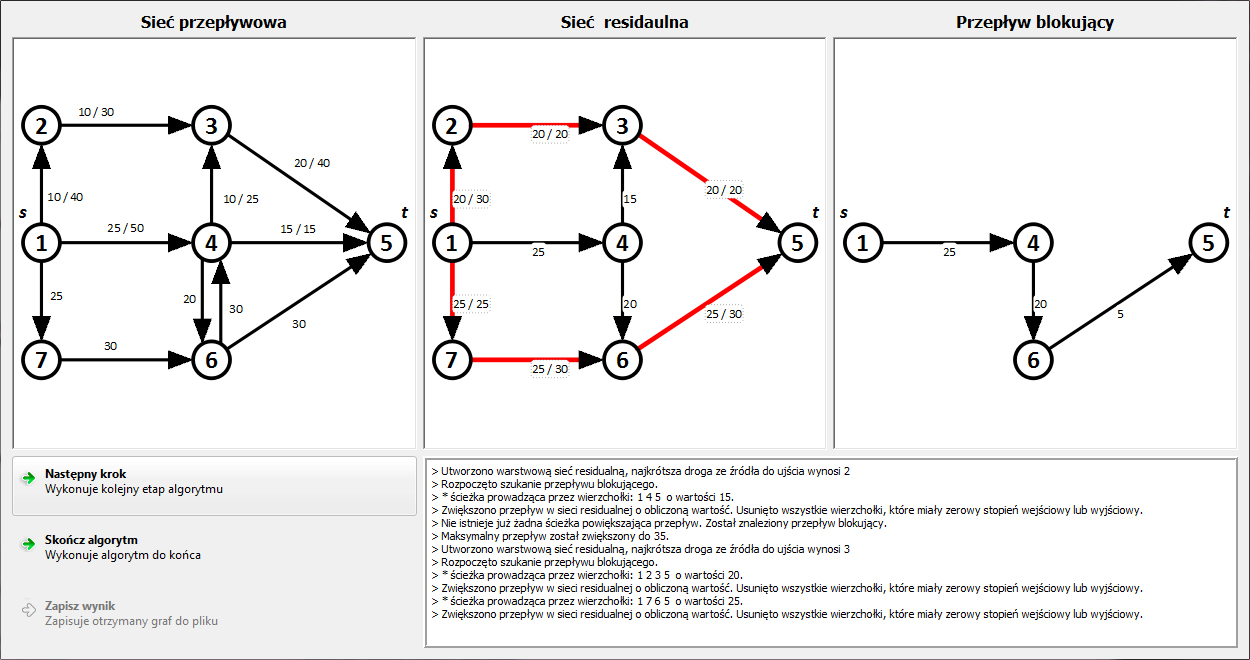 Sieć przepływowa
2
10 / 30
3
20 / 40
10 / 40
10 / 25
s
25 / 50
15 / 15
t
1
4
5
25
20
30
30
7
30
6
Sieć residaulna
2
20 / 20
3
20 / 20
20 / 30
15
s
t
1
25
4
5
25 / 25
20
25 / 30
7
25 / 30
6
Przepływ blokujący
s
t
1
25
4
5
20
5
6
Następny krok
Wykonuje kolejny etap algorytmu
Skończ algorytm
Wykonuje algorytm do końca
Zapisz wynik
Zapisuje otrzymany graf do pliku
> Utworzono warstwową sieć residualną, najkrótsza droga ze źródła do ujścia wynosi 2
> Rozpoczęto szukanie przepływu blokującego.
> * ścieżka prowadząca przez wierzchołki: 1 4 5 o wartości 15.
> Zwiększono przepływ w sieci residualnej o obliczoną wartość. Usunięto wszystkie wierzchołki, które miały zerowy stopień wejściowy lub wyjściowy.
> Nie istnieje już żadna ścieżka powiększająca przepływ. Został znaleziony przepływ blokujący.
> Maksymalny przepływ został zwiększony do 35.
> Utworzono warstwową sieć residualną, najkrótsza droga ze źródła do ujścia wynosi 3
> Rozpoczęto szukanie przepływu blokującego.
> * ścieżka prowadząca przez wierzchołki: 1 2 3 5 o wartości 20.
> Zwiększono przepływ w sieci residualnej o obliczoną wartość. Usunięto wszystkie wierzchołki, które miały zerowy stopień wejściowy lub wyjściowy.
> * ścieżka prowadząca przez wierzchołki: 1 7 6 5 o wartości 25.
> Zwiększono przepływ w sieci residualnej o obliczoną wartość. Usunięto wszystkie wierzchołki, które miały zerowy stopień wejściowy lub wyjściowy.